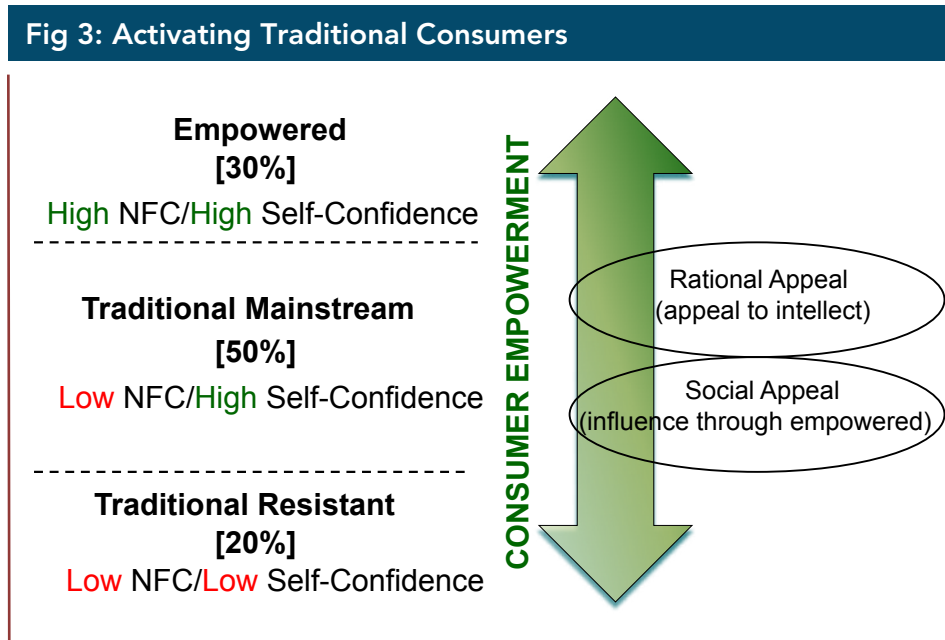 Fig 3: Activating Traditional Consumers
Empowered
[30%]
High NFC/High Self-Confidence
Traditional Mainstream
[50%]
Low NFC/High Self-Confidence
Traditional Resistant
[20%]
Low NFC/Low Self-Confidence
CONSUMER EMPOWERMENT
Rational Appeal
(appeal to intellect)
Social Appeal
(influence through empowered)